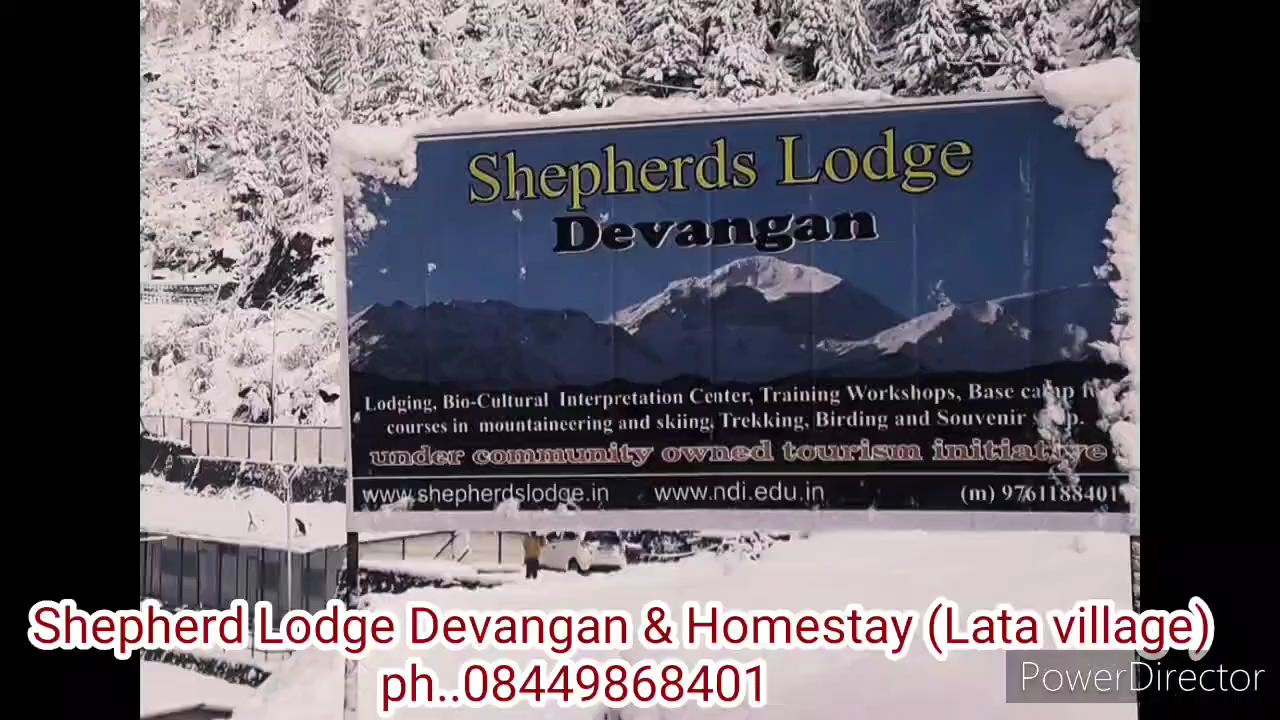 Shepherds Lodge
Devangan
Lodging, Bio-Cultural Interpretation Center, Training Workshops, Base camp
courses in mountaineering and skiing, Trekking, Birding and Souvenir
under community owned tourism initiative
www.shepherdslodge.in www.ndi.edu.in (m) 9761188401
Shepherd Lodge Devangan & Homestay (Lata village)
ph..08449868401
PowerDirector